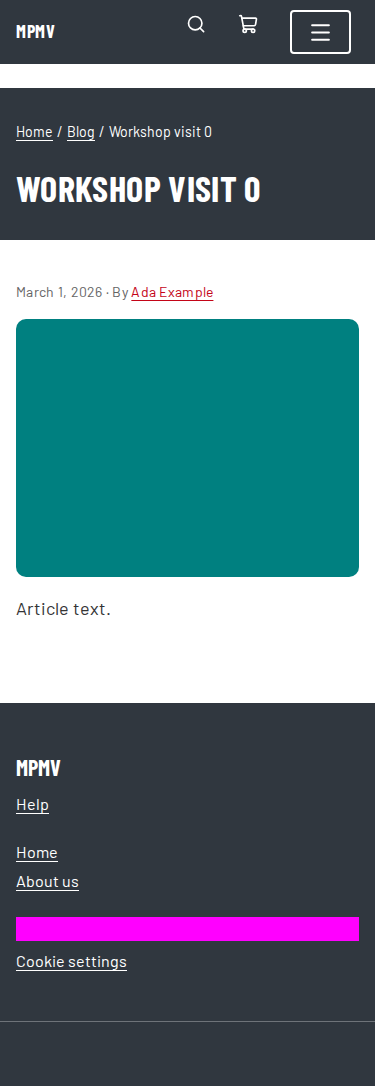 MPMV
Home / Blog / Workshop visit 0
WORKSHOP VISIT 0
March 1, 2026 · By Ada Example
Article text.
MPMV
Help
Home
About us
Cookie settings